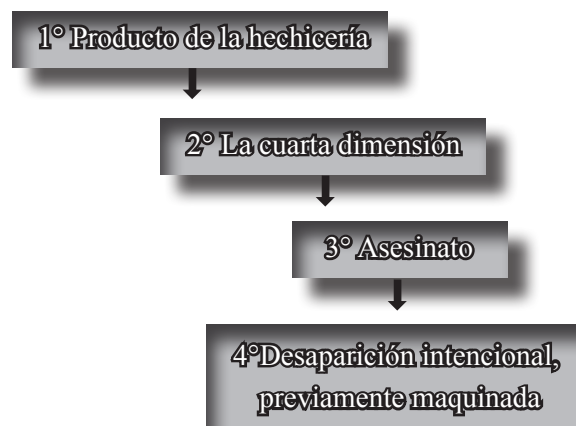 1° Producto de la hechicería
2° La cuarta dimensión
3° Asesinato
4°Desaparición intencional,
previamente maquinada